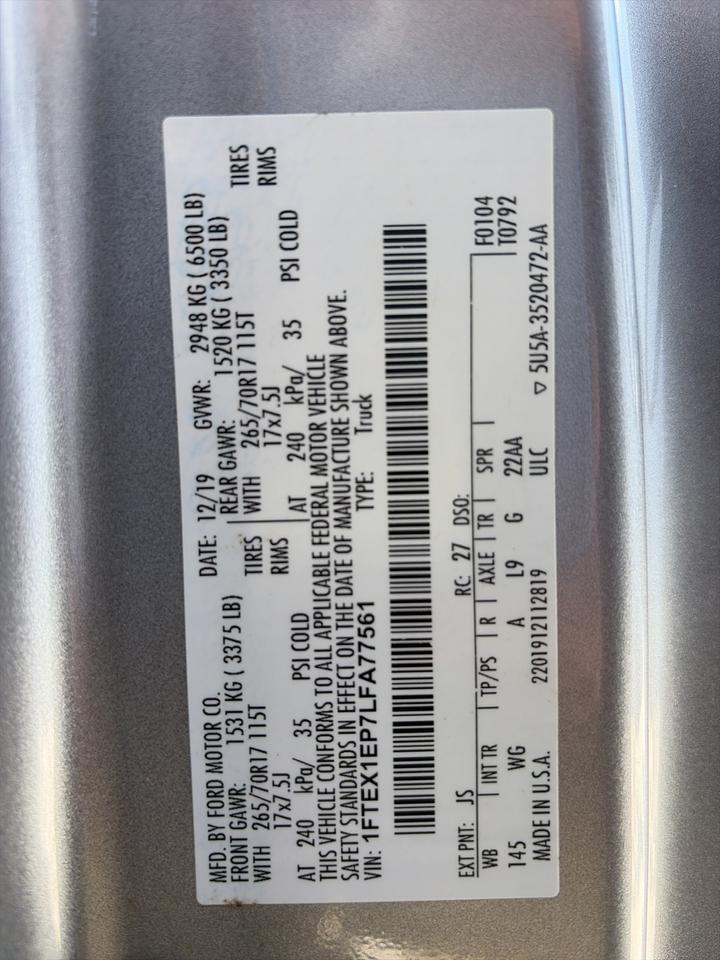 MFD. BY FORD MOTOR CO.
DATE: 12/19 GVWR: 2948 KG ( 6500 LB)
FRONT GAWR: 1531 KG ( 3375 LB) REAR GAWR: 1520 KG ( 3350 LB)
WITH 265/70R17 115T TIRES WITH 265/70R17 115T TIRES
17x7.5J RIMS 17x7.5J RIMS
AT 240 kPa/ 35 PSI COLD AT 240 kPa/ 35 PSI COLD
THIS VEHICLE CONFORMS TO ALL APPLICABLE FEDERAL MOTOR VEHICLE
SAFETY STANDARDS IN EFFECT ON THE DATE OF MANUFACTURE SHOWN ABOVE.
VIN: 1FTEX1EP7LFA77561 TYPE: Truck
EXT PNT: JS RC: 27 DSO: F0104
WB INT TR TP/PS R AXLE TR SPR T0792
145 WG A L9 G 22AA
MADE IN U.S.A. 2201912112819 ULC ▽ 5U5A-3520472-AA